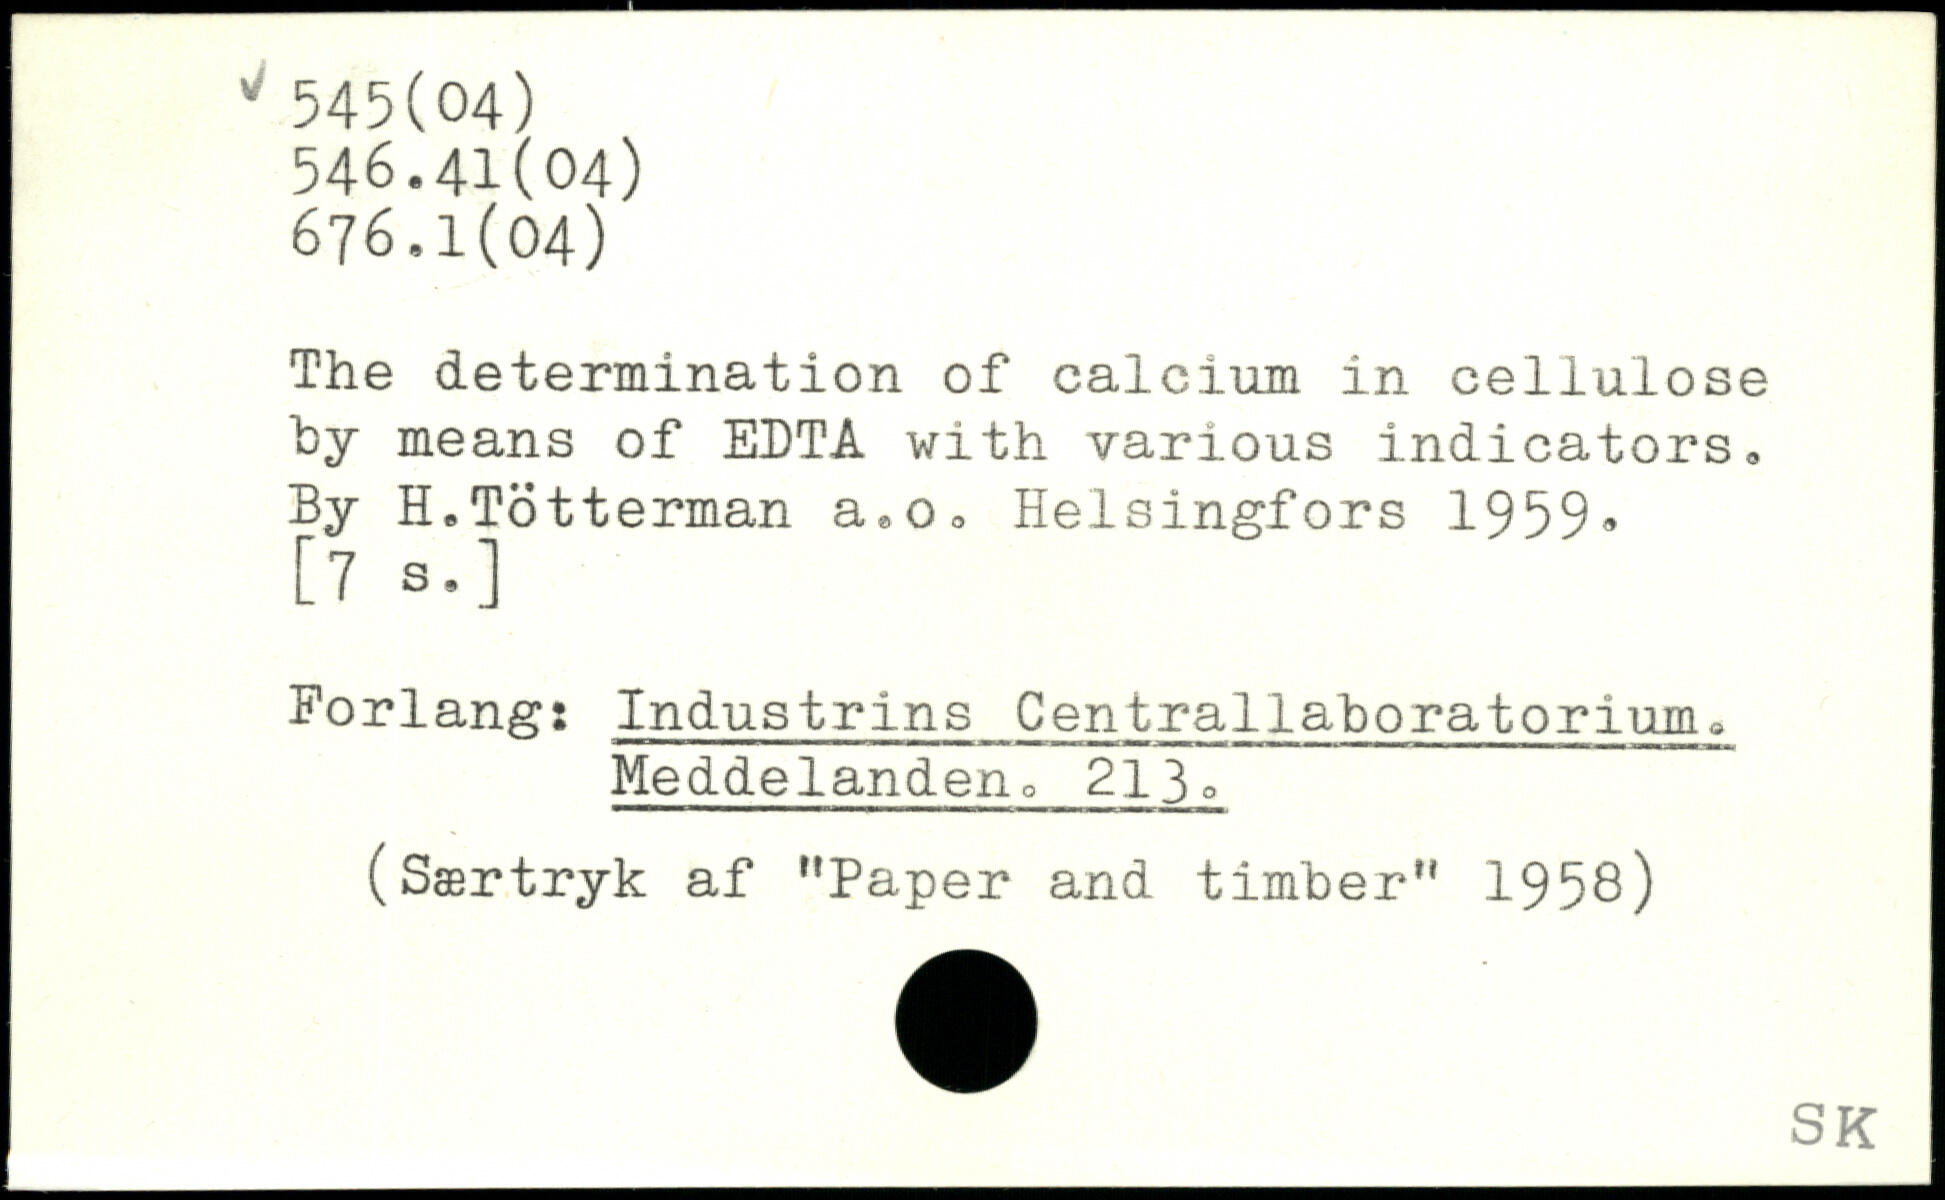 ✓ 545(04)
546.41(04)
676.1(04)
The determination of calcium in cellulose
by means of EDTA with various indicators.
By H.Tötterman a.o. Helsingfors 1959.
[7 s.]
Forlang: Industrins Centrallaboratorium.
Meddelanden. 213.
(Særtryk af "Paper and timber" 1958)
SK